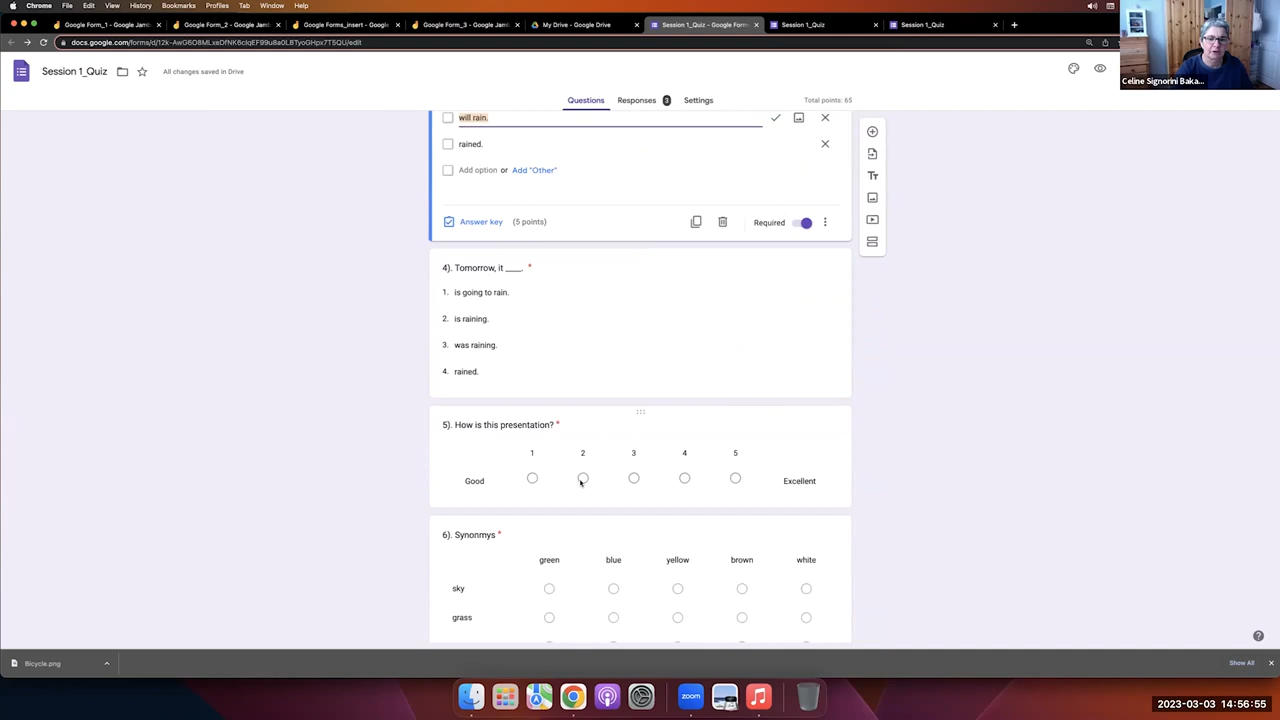 Chrome File Edit View History Bookmarks Profiles Tab Window Help
Google Form_1 - Google Jamb
Google Form_2 - Google Jamb
Google Forms_insert - Google
Google Form_3 - Google Jamb
My Drive - Google Drive
Session 1_Quiz - Google Form
Session 1_Quiz
Session 1_Quiz
Celine Signorini Baka...
Session 1_Quiz
All changes saved in Drive
Questions
Responses 3
Settings
Total points: 65
will rain.
rained.
Add option or Add "Other"
Answer key (5 points)
Required
4). Tomorrow, it ____. *
1. is going to rain.
2. is raining.
3. was raining.
4. rained.
5). How is this presentation? *
1 2 3 4 5
Good
Excellent
6). Synonmys *
green blue yellow brown white
sky
grass
Bicycle.png
Show All
zoom
2023-03-03 14:56:55